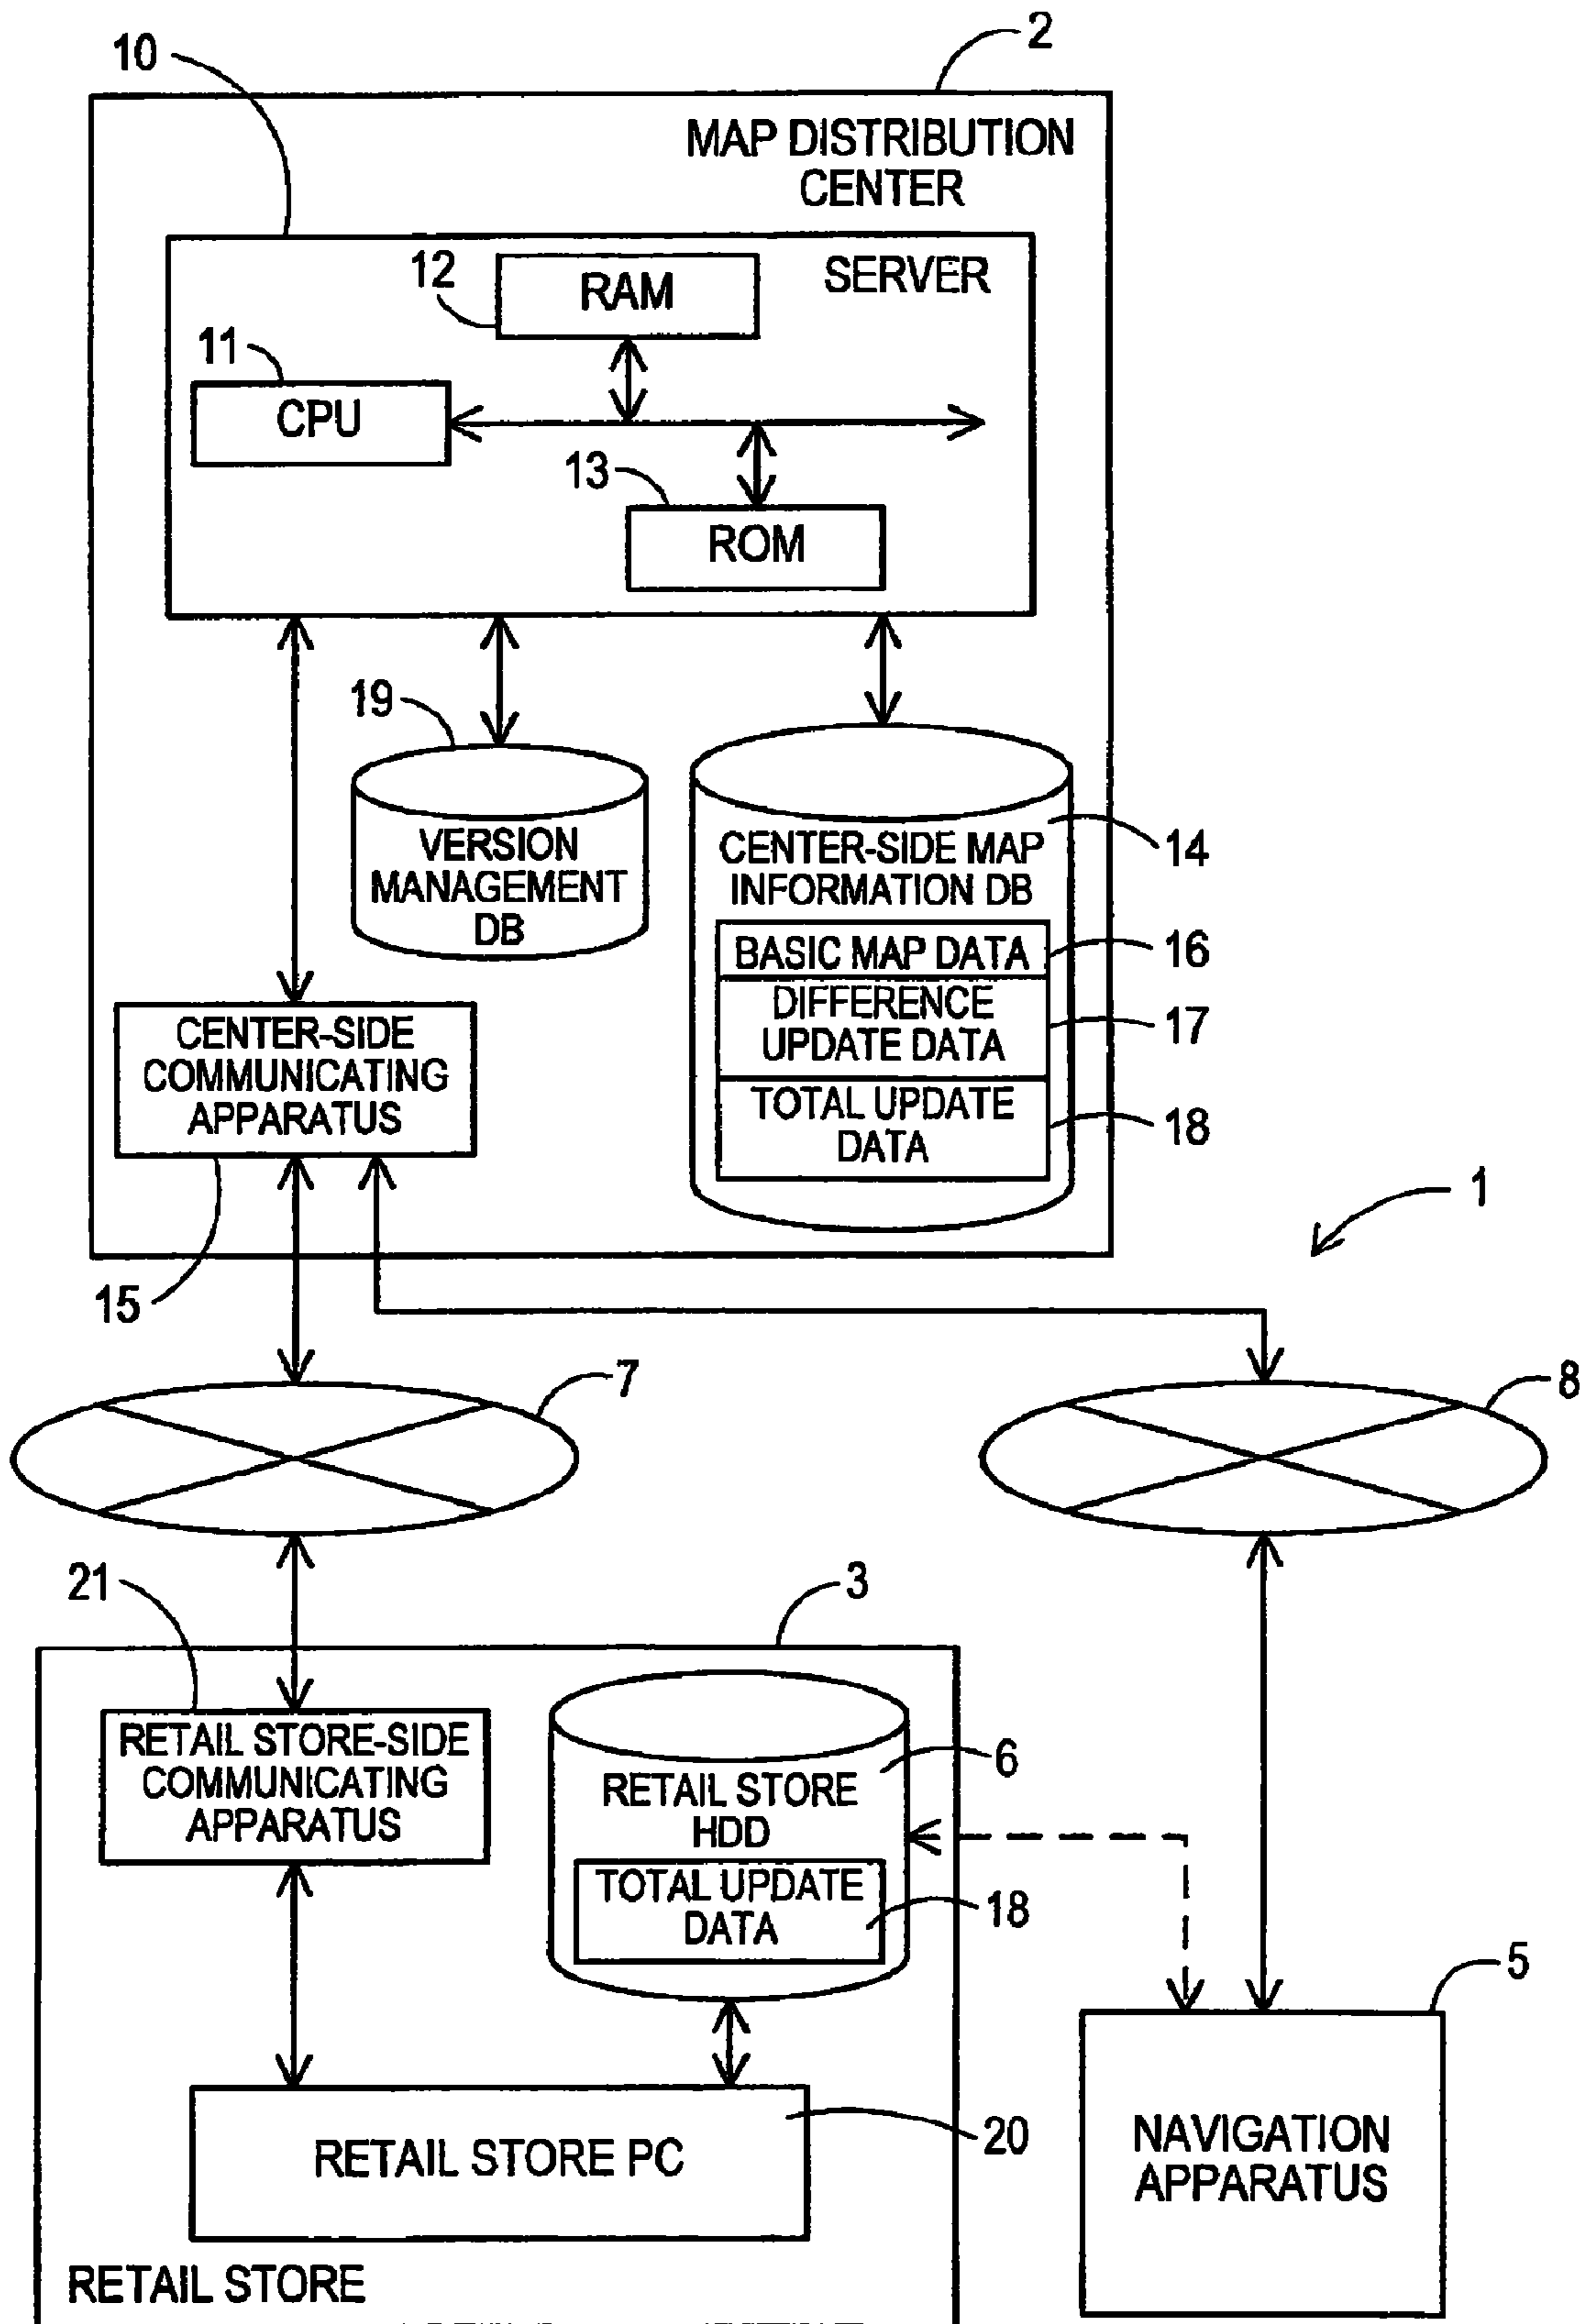 2
10
MAP DISTRIBUTION
CENTER
12
RAM
SERVER
11
CPU
13
ROM
19
VERSION
MANAGEMENT
DB
CENTER-SIDE MAP
INFORMATION DB
14
BASIC MAP DATA
16
DIFFERENCE
UPDATE DATA
17
TOTAL UPDATE
DATA
18
CENTER-SIDE
COMMUNICATING
APPARATUS
15
1
7
8
21
3
RETAIL STORE-SIDE
COMMUNICATING
APPARATUS
RETAIL STORE
HDD
6
TOTAL UPDATE
DATA
18
5
RETAIL STORE PC
20
NAVIGATION
APPARATUS
RETAIL STORE